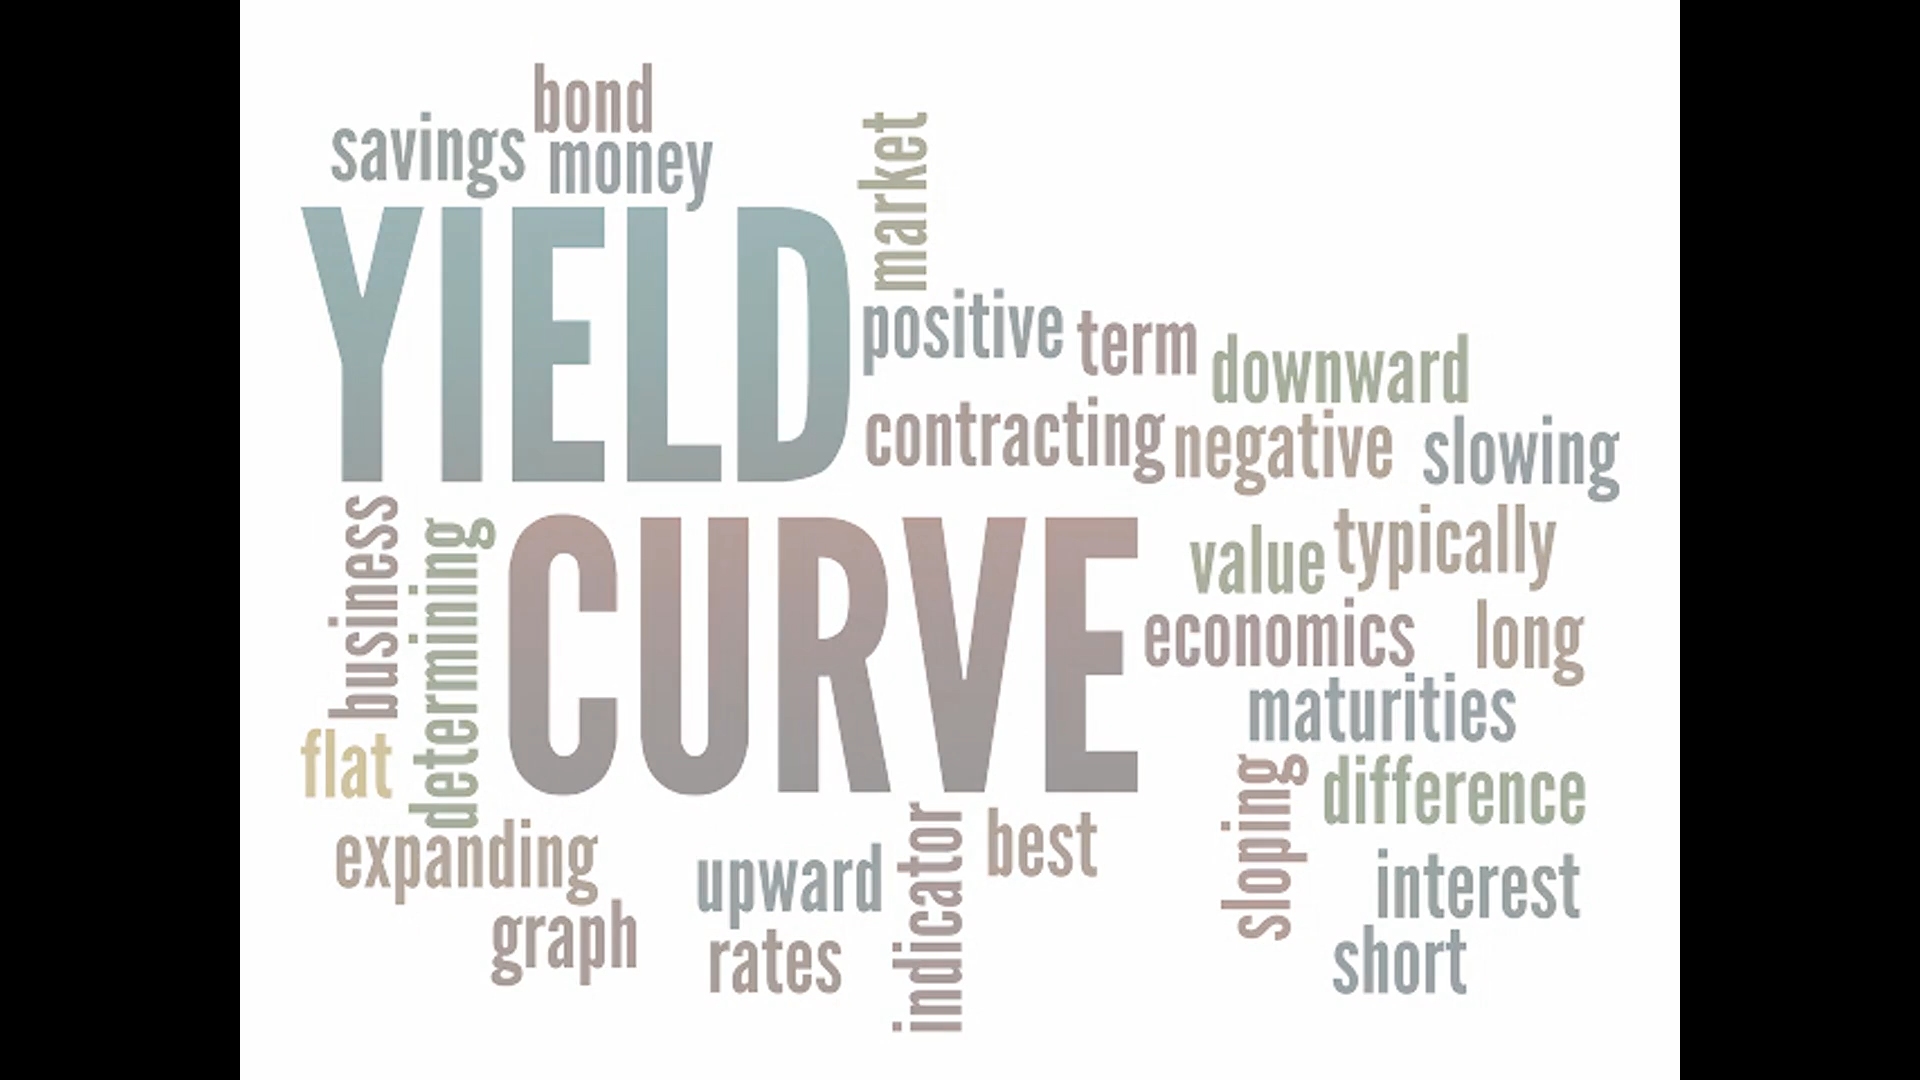 bond
savings
money
market
YIELD
positive
term
downward
contracting
negative
slowing
business
determining
CURVE
value
typically
economics
long
maturities
flat
sloping
difference
expanding
upward
indicator
best
interest
graph
rates
short